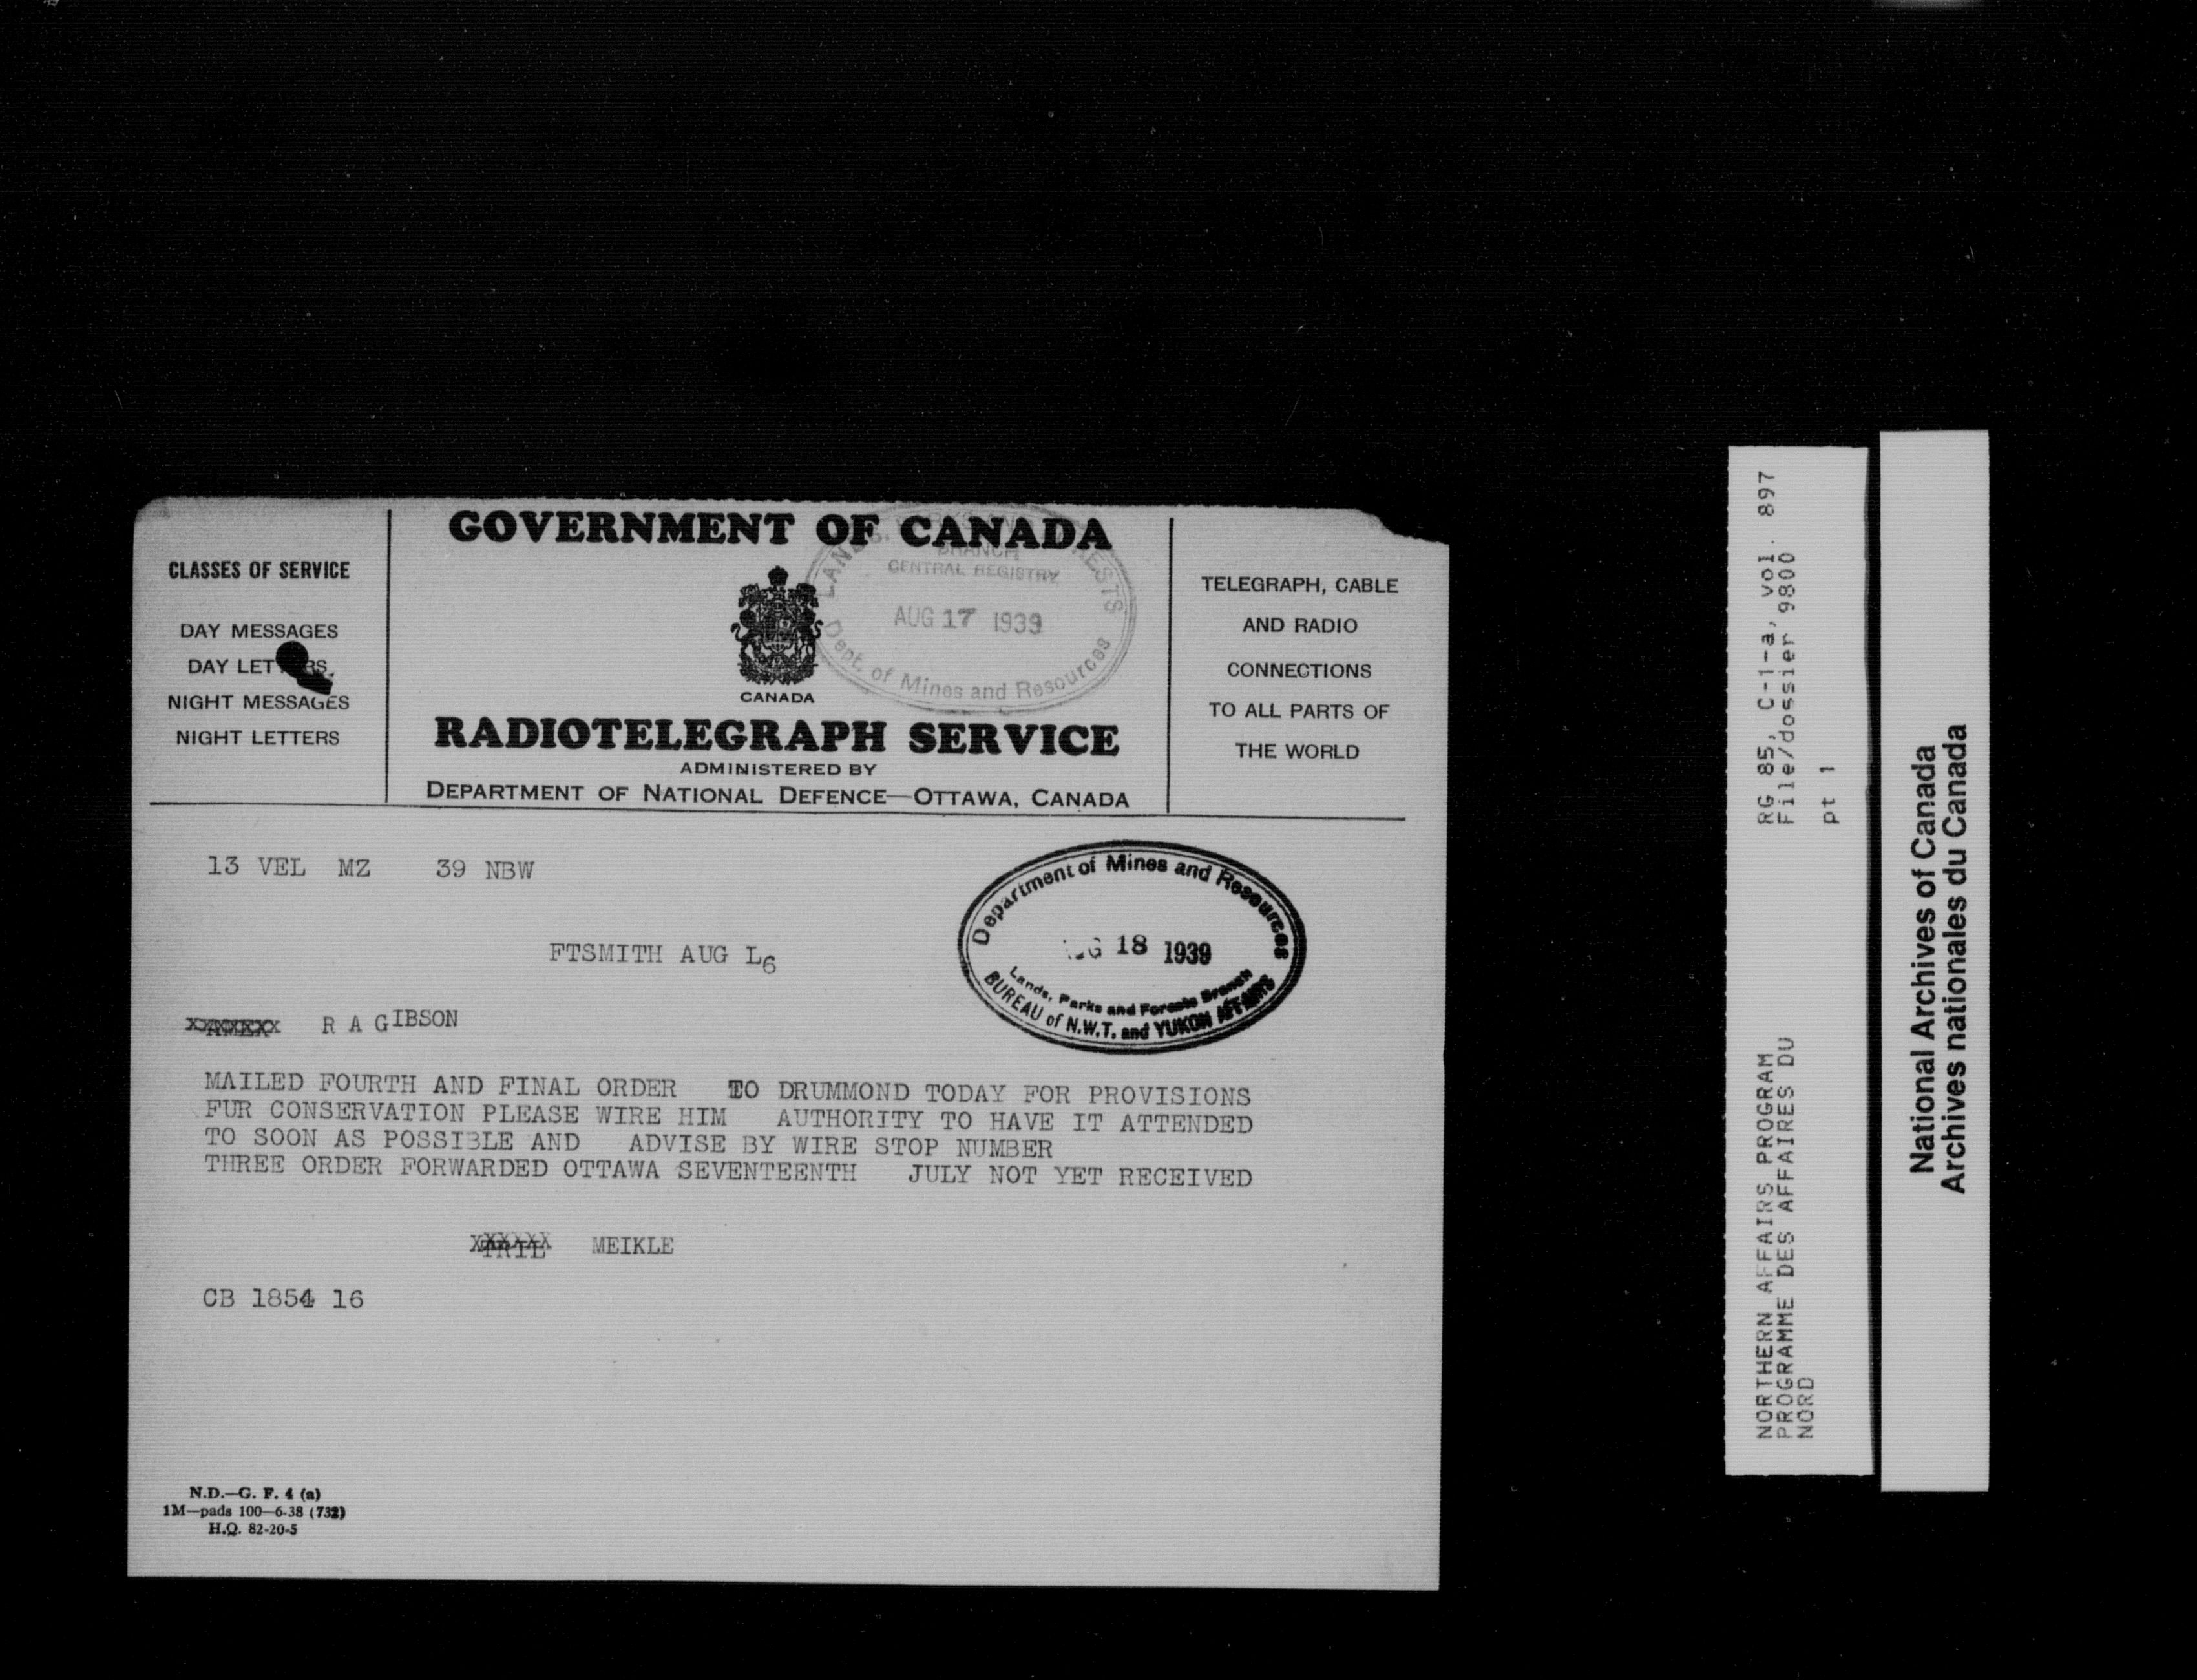 GOVERNMENT OF CANADA
CLASSES OF SERVICE
DAY MESSAGES
DAY LETTERS
NIGHT MESSAGES
NIGHT LETTERS
CANADA
RADIOTELEGRAPH SERVICE
ADMINISTERED BY
DEPARTMENT OF NATIONAL DEFENCE—OTTAWA, CANADA
TELEGRAPH, CABLE
AND RADIO
CONNECTIONS
TO ALL PARTS OF
THE WORLD
BRANCH
CENTRAL REGISTRY
AUG 17 1939
Dept. of Mines and Resources
13 VEL MZ 39 NBW
FTSMITH AUG L6
Department of Mines and Resources
18 1939
Lands, Parks and Forests Branch
BUREAU of N.W.T. and YUKON AFFAIRS
R A GIBSON
MAILED FOURTH AND FINAL ORDER TO DRUMMOND TODAY FOR PROVISIONS
FUR CONSERVATION PLEASE WIRE HIM AUTHORITY TO HAVE IT ATTENDED
TO SOON AS POSSIBLE AND ADVISE BY WIRE STOP NUMBER
THREE ORDER FORWARDED OTTAWA SEVENTEENTH JULY NOT YET RECEIVED
MEIKLE
CB 1854 16
N.D.—G. F. 4 (a)
1M—pads 100—6-38 (732)
H.Q. 82-20-5
RG 85, C-1-a, vol. 897
File/dossier 9800
pt 1
NORTHERN AFFAIRS PROGRAM
PROGRAMME DES AFFAIRES DU
NORD
National Archives of Canada
Archives nationales du Canada